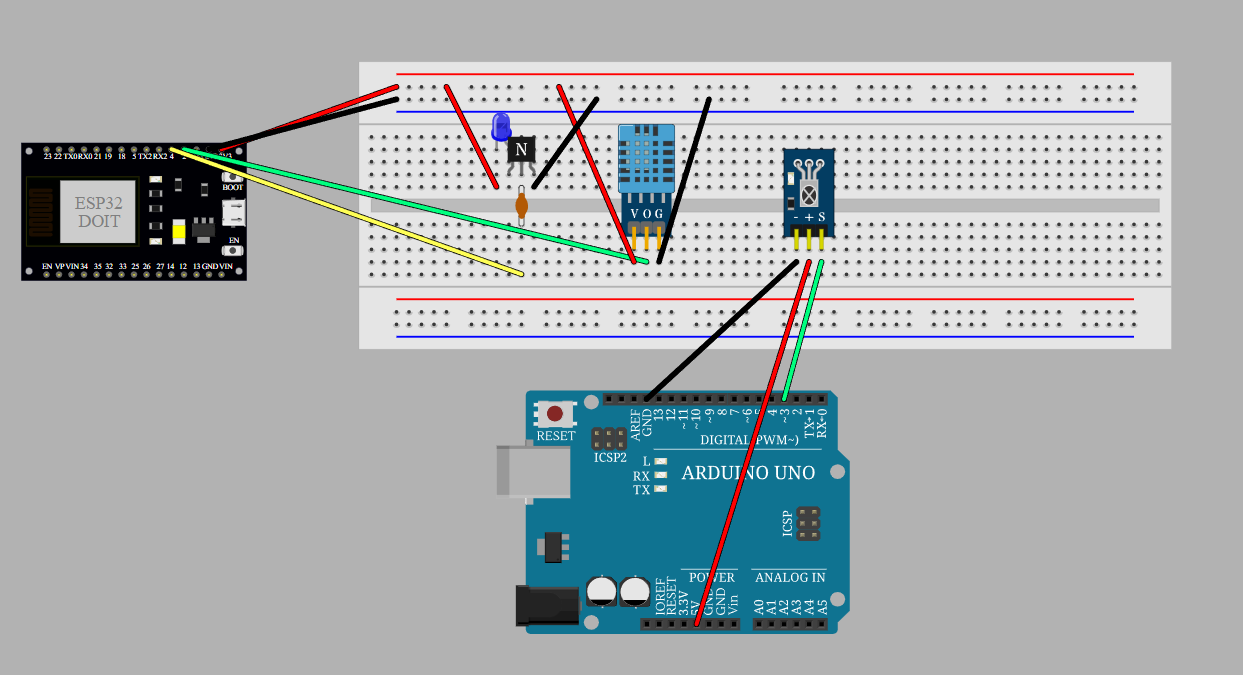 23 22 TX0 RX0 21 19 18 5 TX2 RX2 4
BOOT
ESP32
DOIT
EN
EN VP VIN 34 35 32 33 25 26 27 14 12 13 GND VIN
N
V O G
- + S
RESET
ICSP2
AREF
GND
13
12
~11
~10
~9
8
7
~6
4
~3
2
TX→1
RX←0
DIGITAL (PWM~)
L
RX
TX
ARDUINO UNO
ICSP
POWER
ANALOG IN
IOREF
RESET
3.3V
5V
GND
GND
Vin
A0
A1
A2
A3
A4
A5